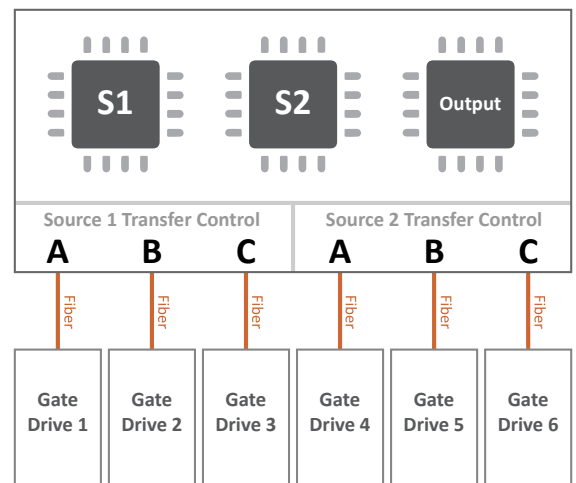 S1
S2
Output
Source 1 Transfer Control
Source 2 Transfer Control
A
B
C
A
B
C
Fiber
Fiber
Fiber
Fiber
Fiber
Fiber
Gate
Drive 1
Gate
Drive 2
Gate
Drive 3
Gate
Drive 4
Gate
Drive 5
Gate
Drive 6